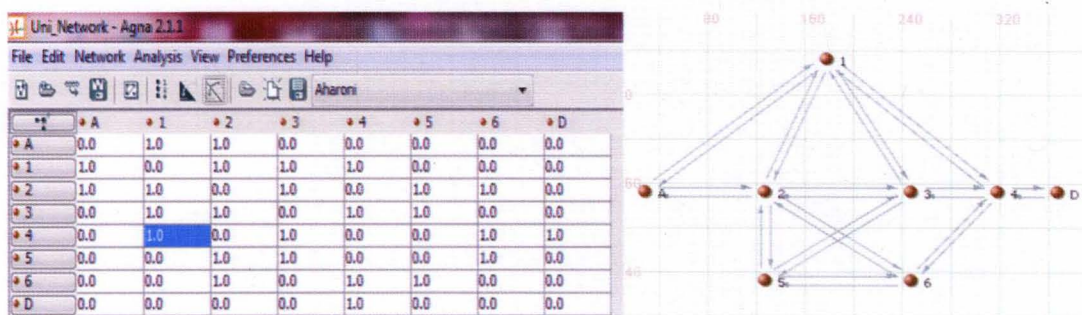 Uni_Network - Agna 2.1.1
File Edit Network Analysis View Preferences Help
Aharoni
A 1 2 3 4 5 6 D
A 0.0 1.0 1.0 0.0 0.0 0.0 0.0 0.0
1 1.0 0.0 1.0 1.0 1.0 0.0 0.0 0.0
2 1.0 1.0 0.0 1.0 0.0 1.0 1.0 0.0
3 0.0 1.0 1.0 0.0 1.0 1.0 0.0 0.0
4 0.0 1.0 0.0 1.0 0.0 0.0 1.0 1.0
5 0.0 0.0 1.0 1.0 0.0 0.0 1.0 0.0
6 0.0 0.0 1.0 0.0 1.0 1.0 0.0 0.0
D 0.0 0.0 0.0 0.0 1.0 0.0 0.0 0.0
80 160 240 320
1
A 2 3 4 D
5 6